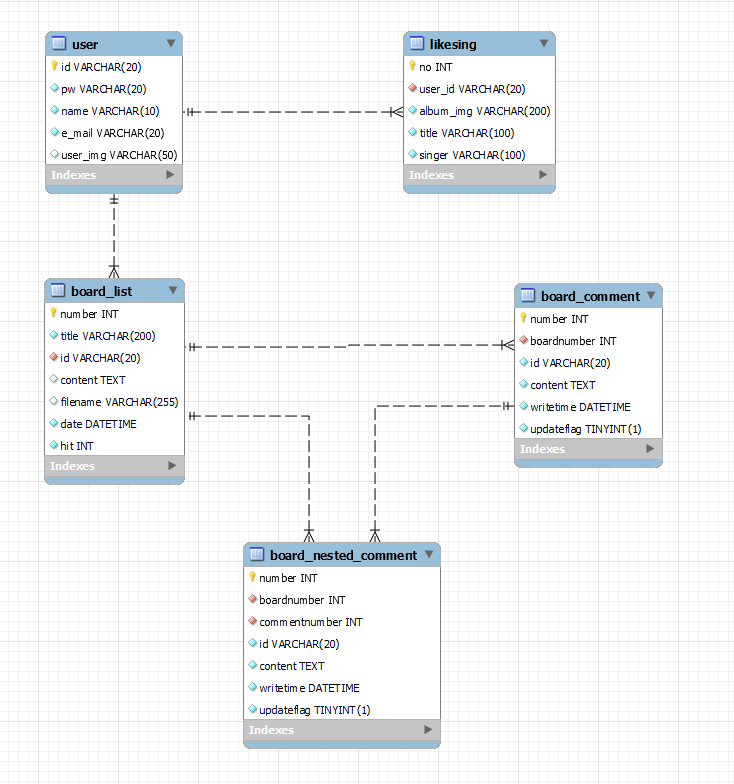 user
id VARCHAR(20)
pw VARCHAR(20)
name VARCHAR(10)
e_mail VARCHAR(20)
user_img VARCHAR(50)
Indexes
likesing
no INT
user_id VARCHAR(20)
album_img VARCHAR(200)
title VARCHAR(100)
singer VARCHAR(100)
Indexes
board_list
number INT
title VARCHAR(200)
id VARCHAR(20)
content TEXT
filename VARCHAR(255)
date DATETIME
hit INT
Indexes
board_comment
number INT
boardnumber INT
id VARCHAR(20)
content TEXT
writetime DATETIME
updateflag TINYINT(1)
Indexes
board_nested_comment
number INT
boardnumber INT
commentnumber INT
id VARCHAR(20)
content TEXT
writetime DATETIME
updateflag TINYINT(1)
Indexes